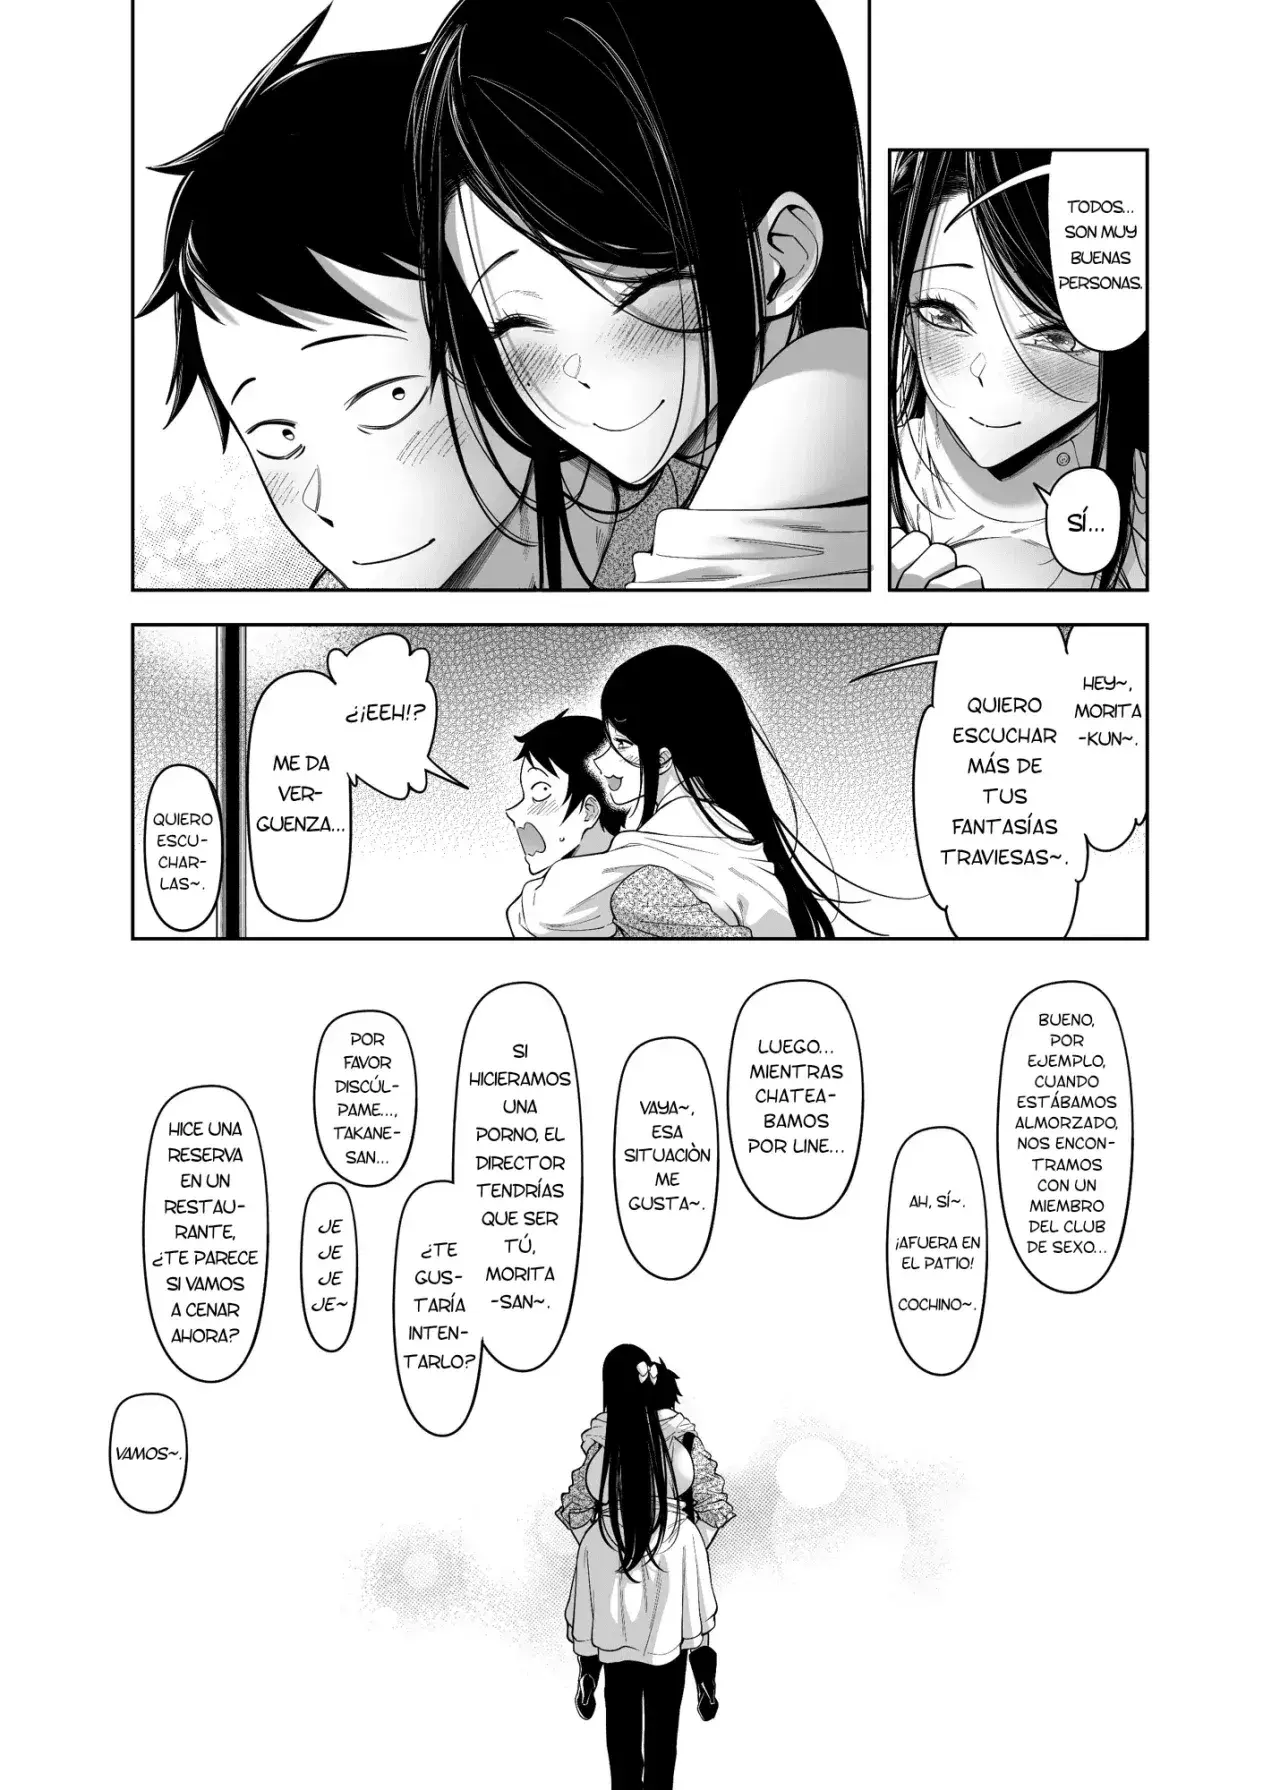 TODOS...
SON MUY
BUENAS
PERSONAS.
SÍ...
HEY~,
MORITA
-KUN~.
QUIERO
ESCUCHAR
MÁS DE
TUS
FANTASÍAS
TRAVIESAS~.
¿¡EEH!?
ME DA
VER-
GUENZA...
QUIERO
ESCU-
CHAR-
LAS~.
BUENO,
POR
EJEMPLO,
CUANDO
ESTÁBAMOS
ALMORZADO,
NOS ENCON-
TRAMOS
CON UN
MIEMBRO
DEL CLUB
DE SEXO...
AH, SÍ~.
¡AFUERA EN
EL PATIO!
COCHINO~.
LUEGO...
MIENTRAS
CHATEA-
BAMOS
POR LINE...
VAYA~,
ESA
SITUACIÒN
ME
GUSTA~.
SI
HICIERAMOS
UNA
PORNO, EL
DIRECTOR
TENDRÍAS
QUE SER
TÚ,
MORITA
-SAN~.
¿TE
GUS-
TARÍA
INTEN-
TARLO?
POR
FAVOR
DISCÚL-
PAME...,
TAKANE-
SAN...
JE
JE
JE
JE~
HICE UNA
RESERVA
EN UN
RESTAU-
RANTE,
¿TE PARECE
SI VAMOS
A CENAR
AHORA?
VAMOS~.